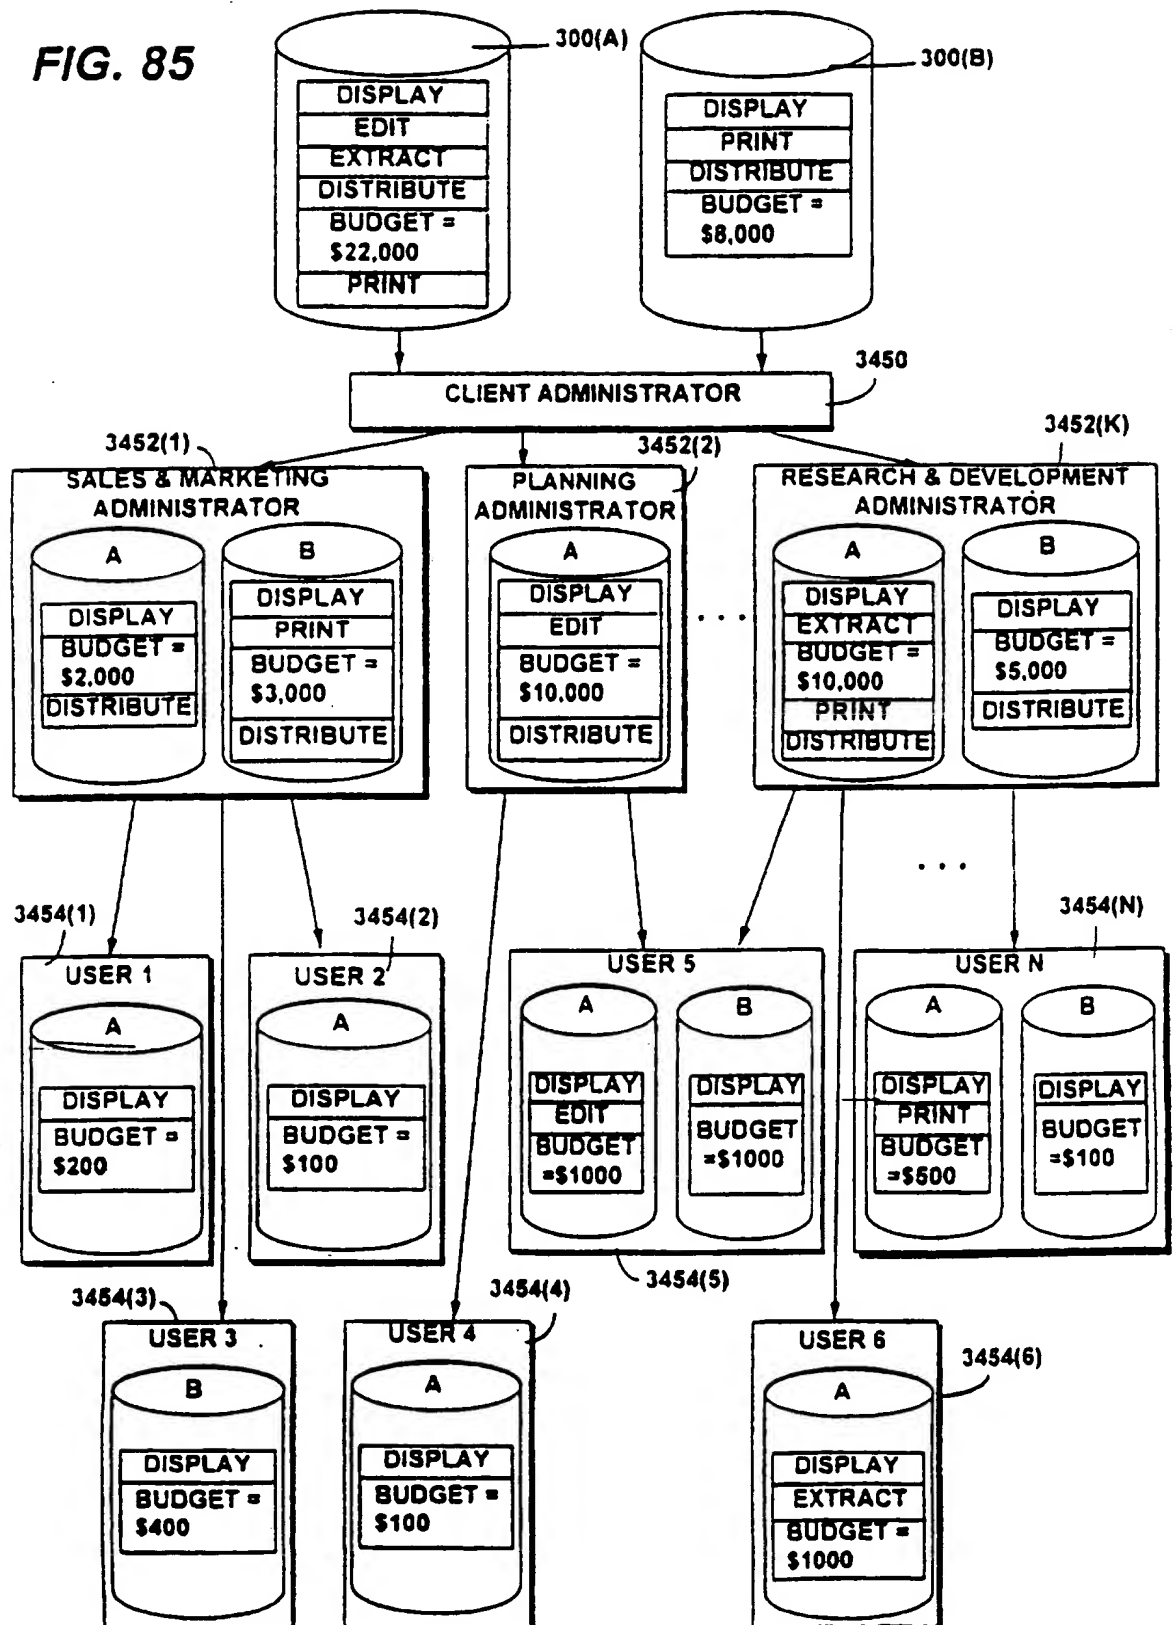 FIG. 85
300(A)
300(B)
DISPLAY
EDIT
EXTRACT
DISTRIBUTE
BUDGET =
$22,000
PRINT
DISPLAY
PRINT
DISTRIBUTE
BUDGET =
$8,000
CLIENT ADMINISTRATOR
3450
3452(1)
SALES & MARKETING
ADMINISTRATOR
A
DISPLAY
BUDGET =
$2,000
DISTRIBUTE
B
DISPLAY
PRINT
BUDGET =
$3,000
DISTRIBUTE
3452(2)
PLANNING
ADMINISTRATOR
A
DISPLAY
EDIT
BUDGET =
$10,000
DISTRIBUTE
. . .
3452(K)
RESEARCH & DEVELOPMENT
ADMINISTRATOR
A
DISPLAY
EXTRACT
BUDGET =
$10,000
PRINT
DISTRIBUTE
B
DISPLAY
BUDGET =
$5,000
DISTRIBUTE
. . .
3454(1)
USER 1
A
DISPLAY
BUDGET =
$200
3454(2)
USER 2
A
DISPLAY
BUDGET =
$100
USER 5
A
DISPLAY
EDIT
BUDGET
=$1000
B
DISPLAY
BUDGET
=$1000
3454(5)
3454(N)
USER N
A
DISPLAY
PRINT
BUDGET
=$500
B
DISPLAY
BUDGET
=$100
3454(3)
USER 3
B
DISPLAY
BUDGET =
$400
3454(4)
USER 4
A
DISPLAY
BUDGET =
$100
USER 6
3454(6)
A
DISPLAY
EXTRACT
BUDGET =
$1000